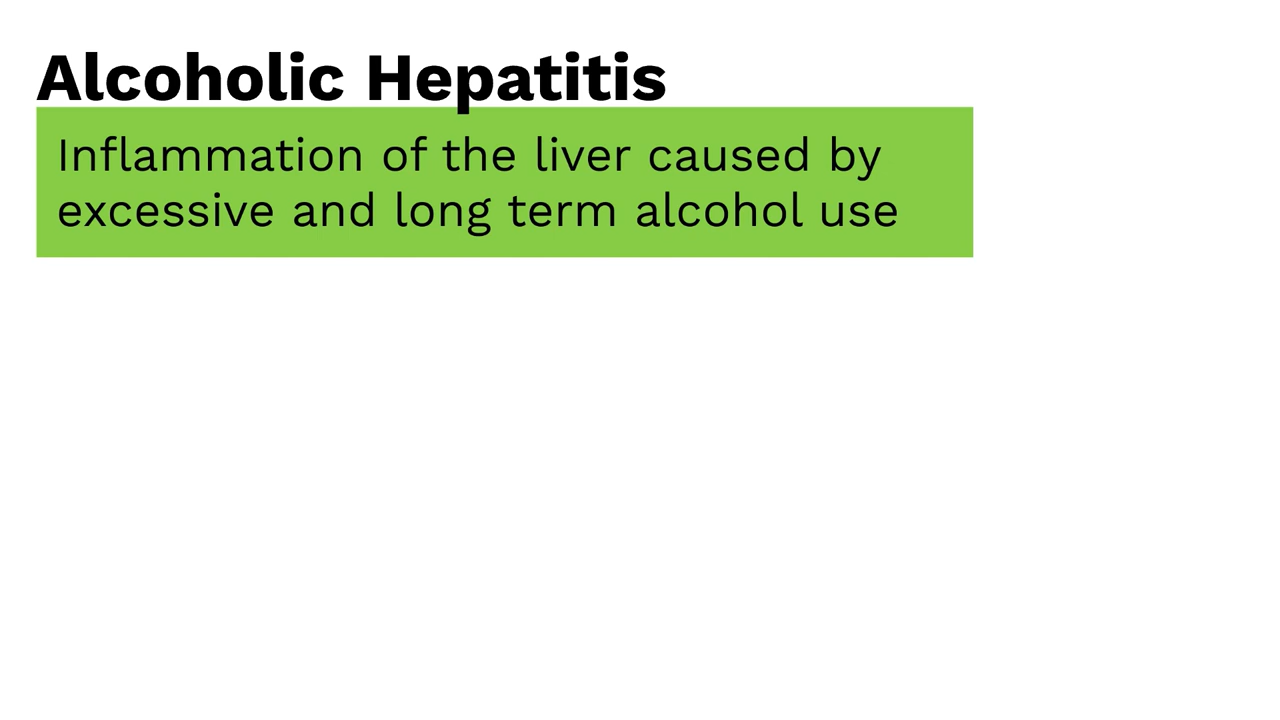 Alcoholic Hepatitis
Inflammation of the liver caused by
excessive and long term alcohol use